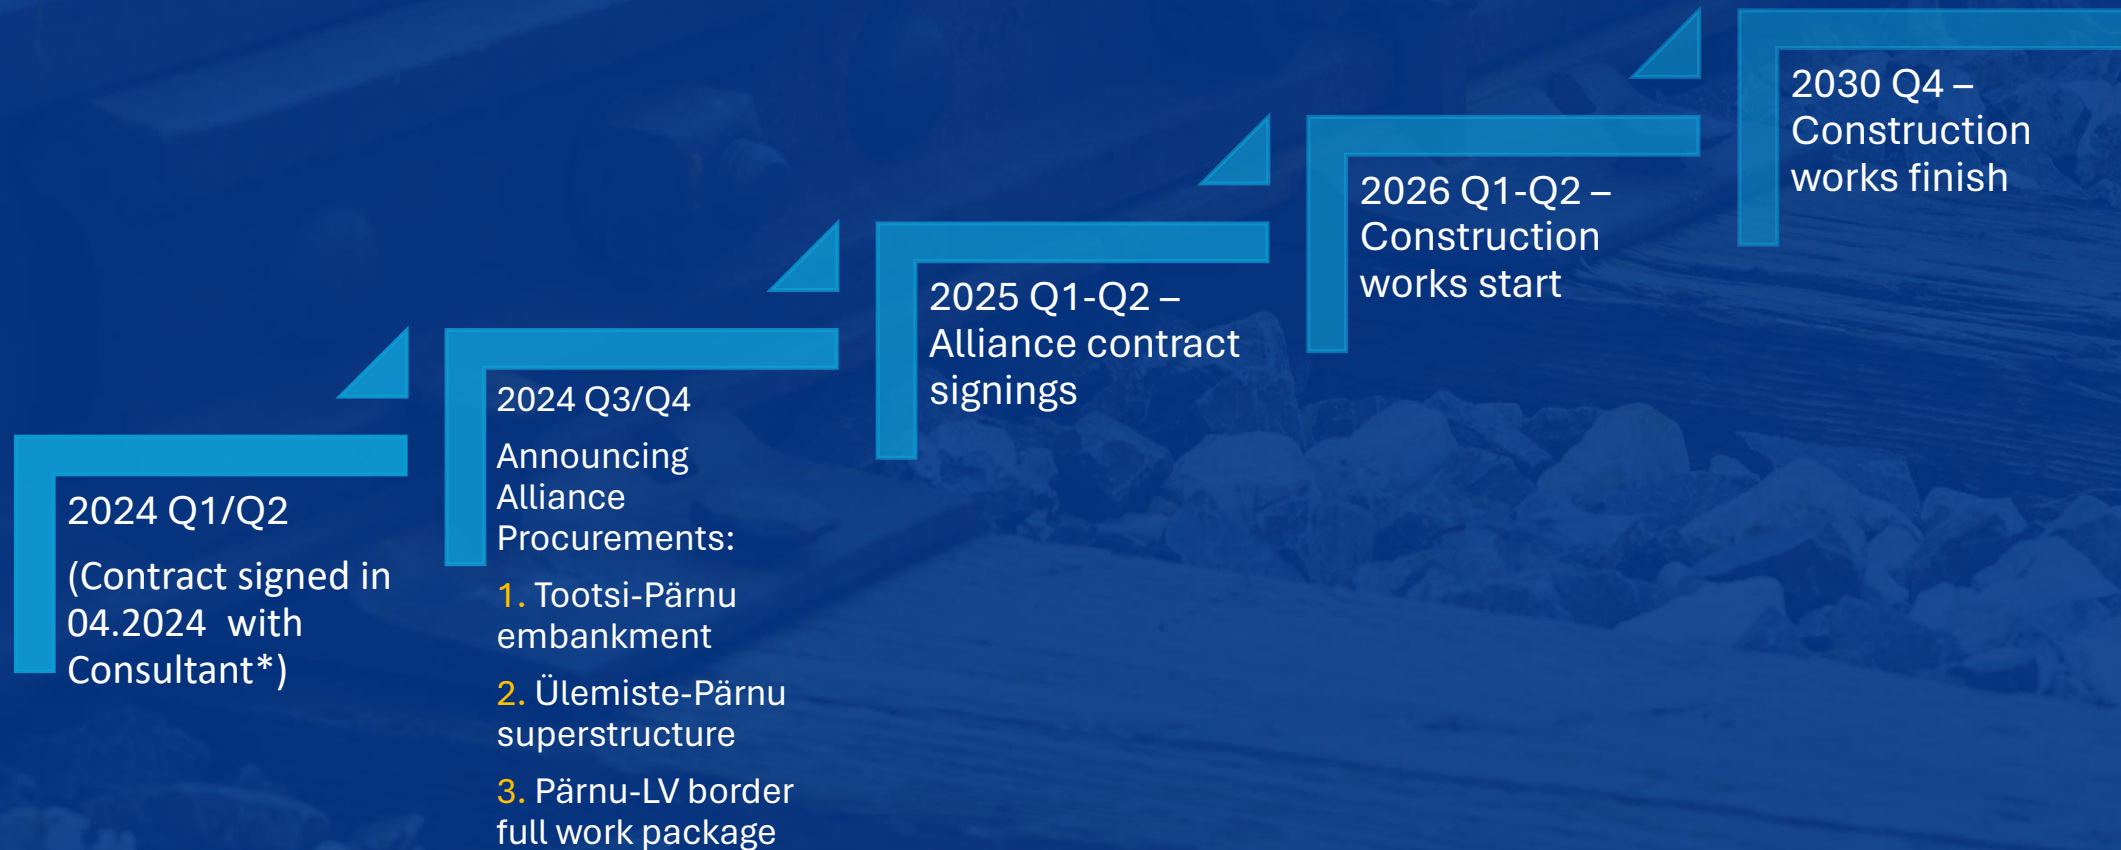 2024 Q1/Q2
(Contract signed in
04.2024  with
Consultant*)
2024 Q3/Q4
Announcing
Alliance
Procurements:
1. Tootsi-Pärnu
embankment
2. Ülemiste-Pärnu
superstructure
3. Pärnu-LV border
full work package
2025 Q1-Q2 –
Alliance contract
signings
2026 Q1-Q2 –
Construction
works start
2030 Q4 –
Construction
works finish